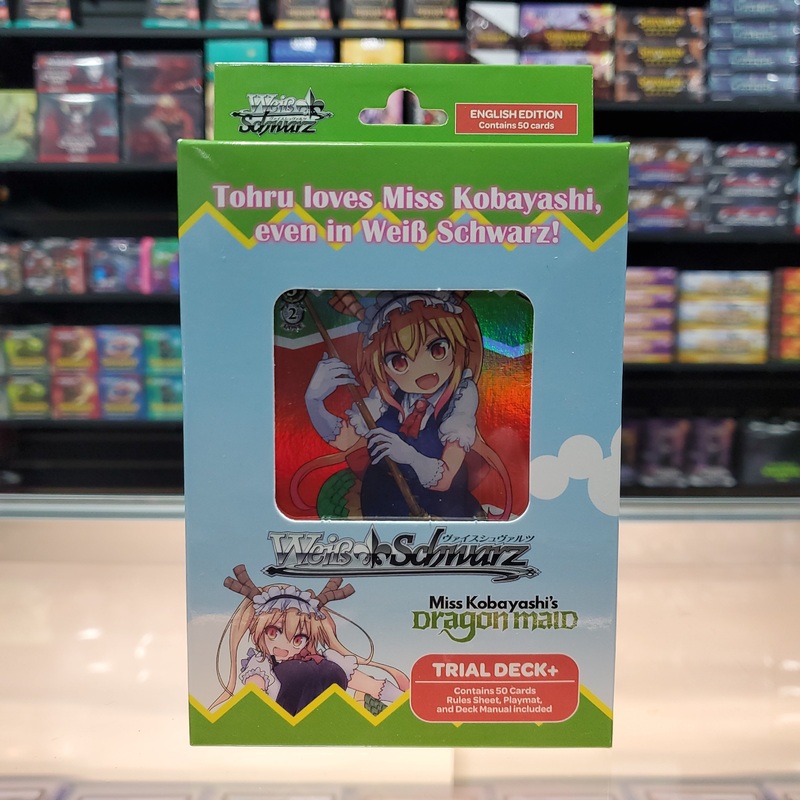 Weiß Schwarz
ENGLISH EDITION
Contains 50 cards
Tohru loves Miss Kobayashi,
even in Weiß Schwarz!
2
ヴァイスシュヴァルツ
Weiß Schwarz
Miss Kobayashi's
Dragon maid
TRIAL DECK+
Contains 50 Cards
Rules Sheet, Playmat,
and Deck Manual included